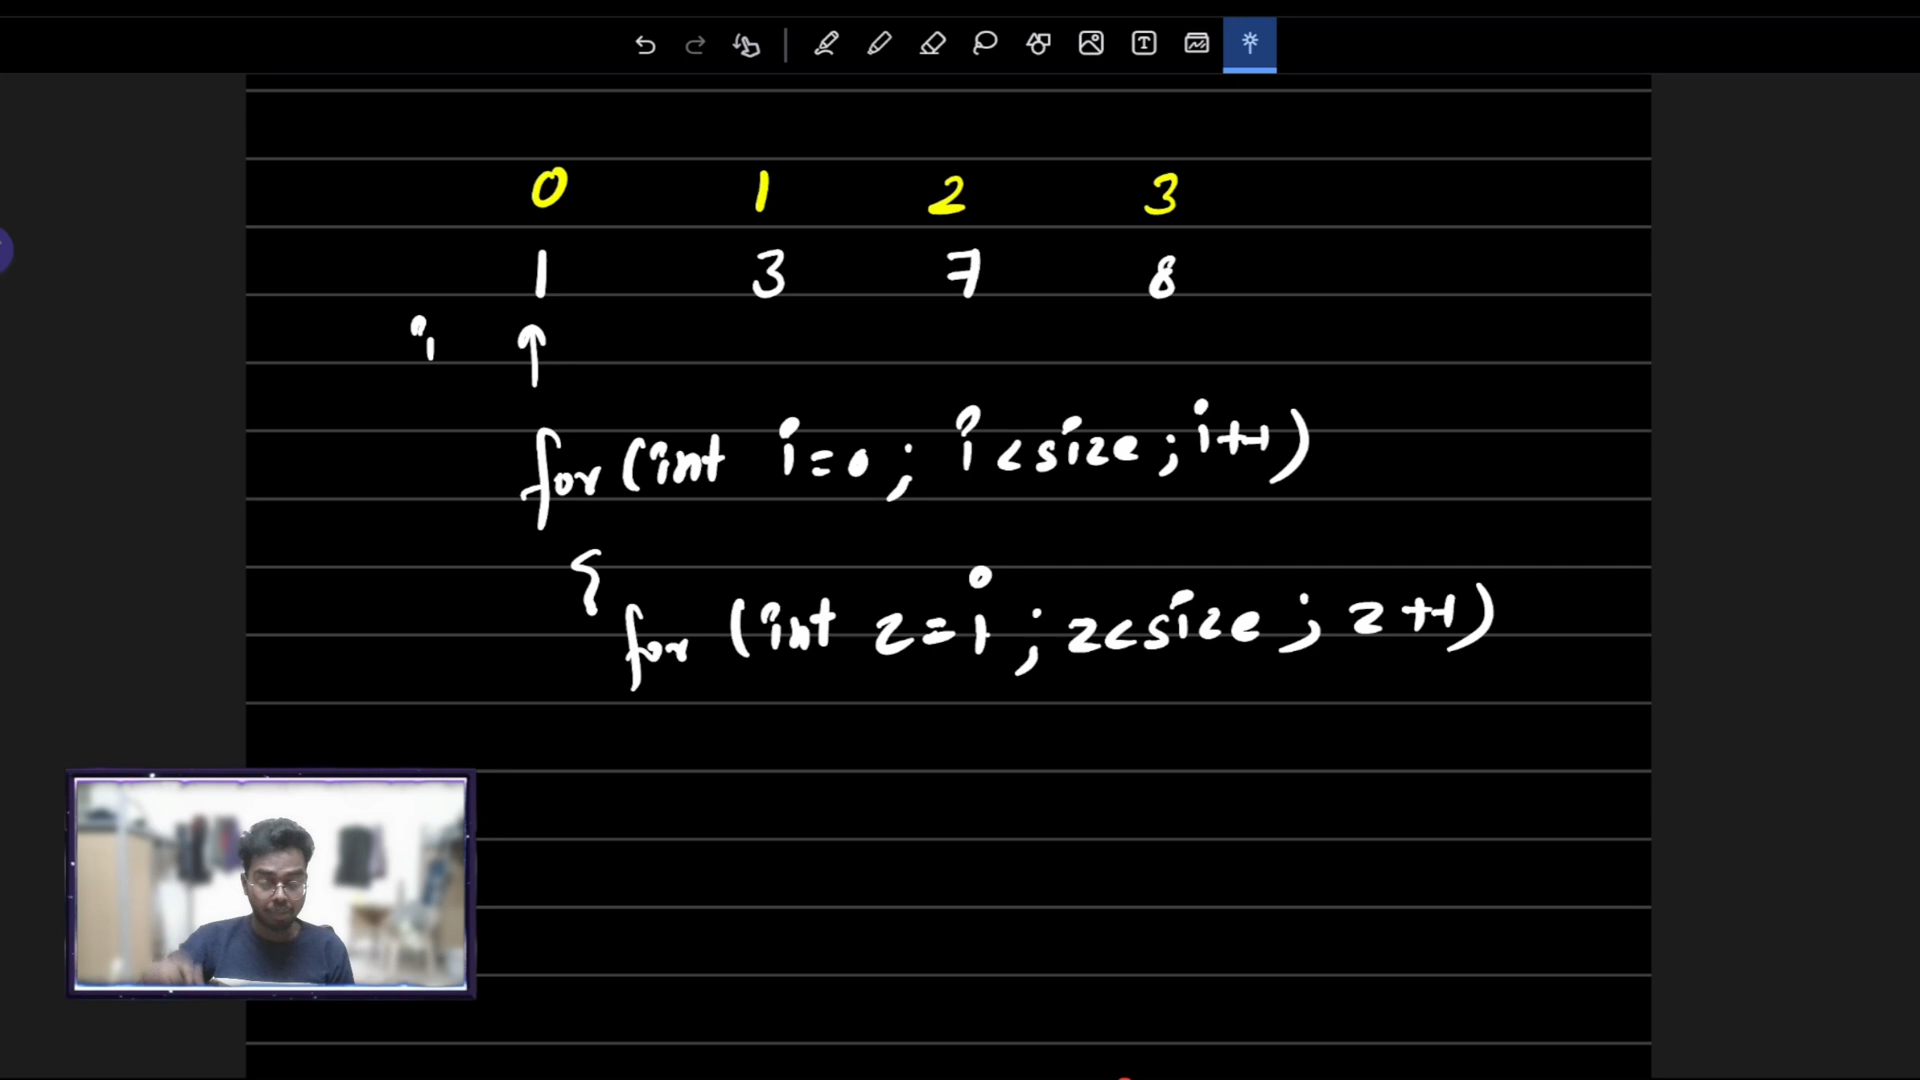 0 1 2 3
1 3 7 8
i ↑
for (int i=0; i<size; i++)
{
for (int z=i; z<size; z++)